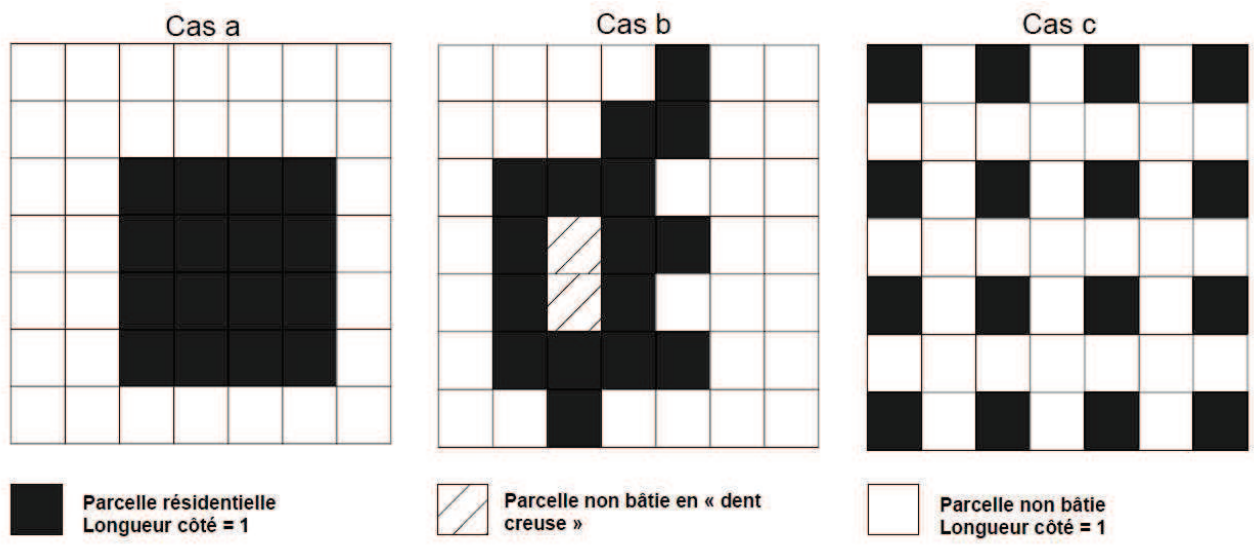 Cas a
Cas b
Cas c
Parcelle résidentielle
Longueur côté = 1
Parcelle non bâtie en « dent
creuse »
Parcelle non bâtie
Longueur côté = 1